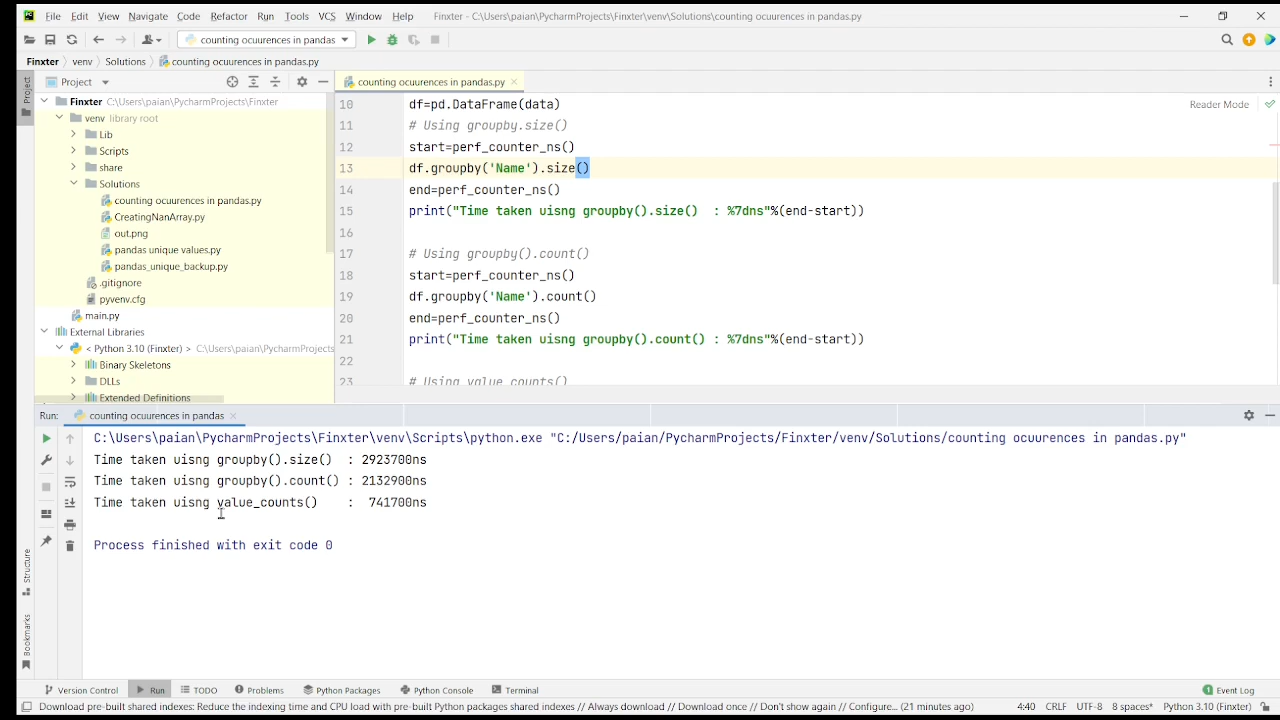 File Edit View Navigate Code Refactor Run Tools VCS Window Help Finxter - C:\Users\paian\PycharmProjects\Finxter\venv\Solutions\counting ocuurences in pandas.py
counting ocuurences in pandas
Finxter venv Solutions counting ocuurences in pandas.py
Project
Project
counting ocuurences in pandas.py
Finxter C:\Users\paian\PycharmProjects\Finxter
venv library root
Lib
Scripts
share
Solutions
counting ocuurences in pandas.py
CreatingNanArray.py
out.png
pandas unique values.py
pandas_unique_backup.py
.gitignore
pyvenv.cfg
main.py
External Libraries
< Python 3.10 (Finxter) > C:\Users\paian\PycharmProjects
Binary Skeletons
DLLs
Extended Definitions
Reader Mode
10 df=pd.DataFrame(data)
11 # Using groupby.size()
12 start=perf_counter_ns()
13 df.groupby('Name').size()
14 end=perf_counter_ns()
15 print("Time taken uisng groupby().size()  : %7dns"%(end-start))
16
17 # Using groupby().count()
18 start=perf_counter_ns()
19 df.groupby('Name').count()
20 end=perf_counter_ns()
21 print("Time taken uisng groupby().count() : %7dns"%(end-start))
22
23 # Using value_counts()
Run: counting ocuurences in pandas
C:\Users\paian\PycharmProjects\Finxter\venv\Scripts\python.exe "C:/Users/paian/PycharmProjects/Finxter/venv/Solutions/counting ocuurences in pandas.py"
Time taken uisng groupby().size()  : 2923700ns
Time taken uisng groupby().count() : 2132900ns
Time taken uisng value_counts()    :  741700ns
Process finished with exit code 0
Structure
Bookmarks
Version Control Run TODO Problems Python Packages Python Console Terminal 1 Event Log
Download pre-built shared indexes: Reduce the indexing time and CPU load with pre-built Python packages shared indexes // Always download // Download once // Don't show again // Configure... (21 minutes ago) 4:40 CRLF UTF-8 8 spaces* Python 3.10 (Finxter)